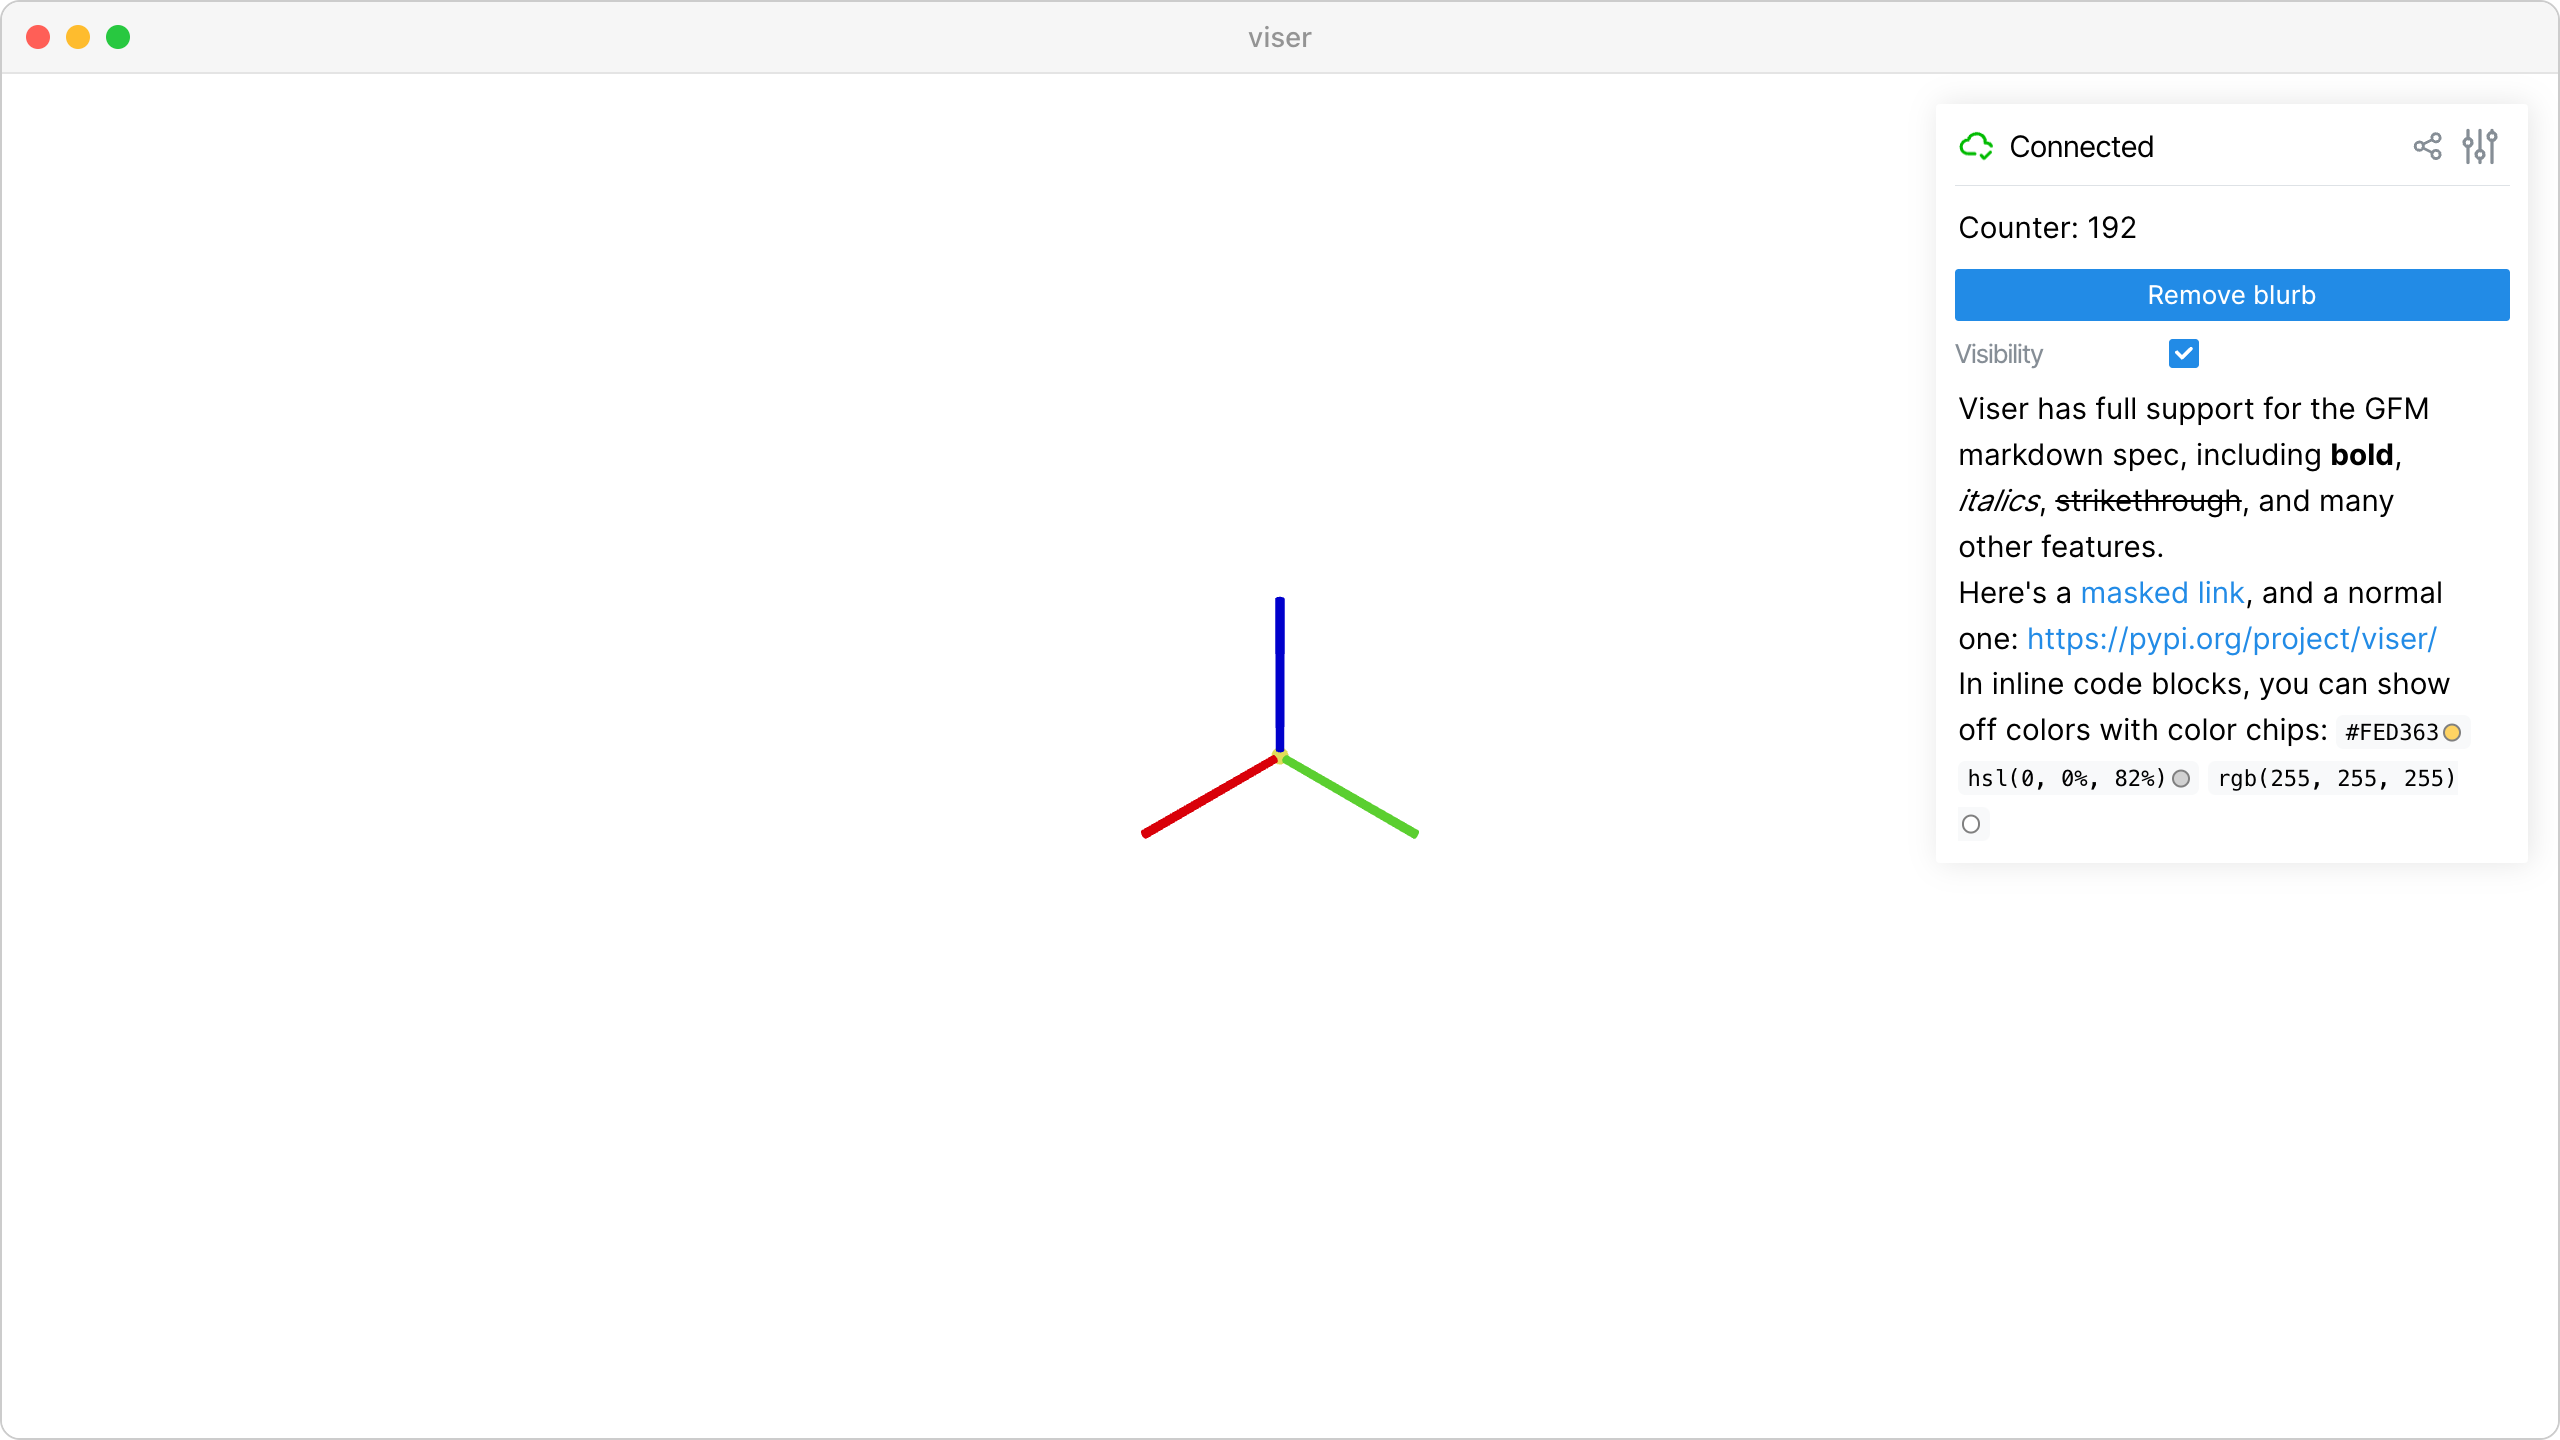 viser
Connected
Counter: 192
Remove blurb
Visibility
Viser has full support for the GFM
markdown spec, including bold,
italics, strikethrough, and many
other features.
Here's a masked link, and a normal
one: https://pypi.org/project/viser/
In inline code blocks, you can show
off colors with color chips: #FED363
hsl(0, 0%, 82%) rgb(255, 255, 255)